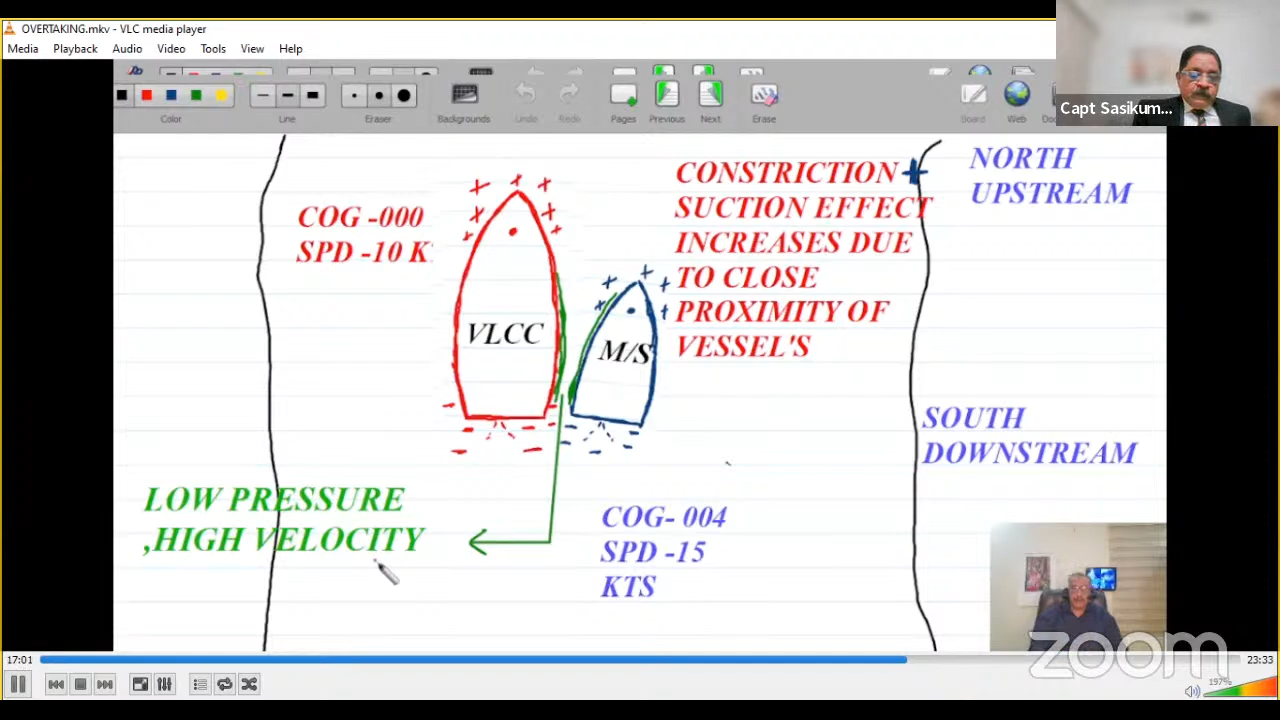 OVERTAKING.mkv - VLC media player
Media Playback Audio Video Tools View Help
Capt Sasikum...
Color Line Eraser Backgrounds Undo Redo Pages Previous Next Erase Board Web
COG -000
SPD -10 K
CONSTRICTION +
SUCTION EFFECT
INCREASES DUE
TO CLOSE
PROXIMITY OF
VESSEL'S
NORTH
UPSTREAM
VLCC
M/S
SOUTH
DOWNSTREAM
LOW PRESSURE
,HIGH VELOCITY
COG- 004
SPD -15
KTS
zoom
17:01
23:33
197%